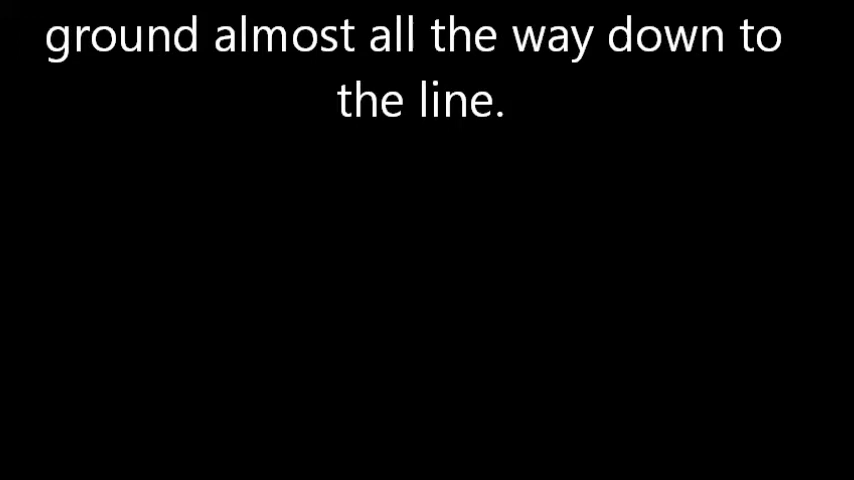 ground almost all the way down to
the line.